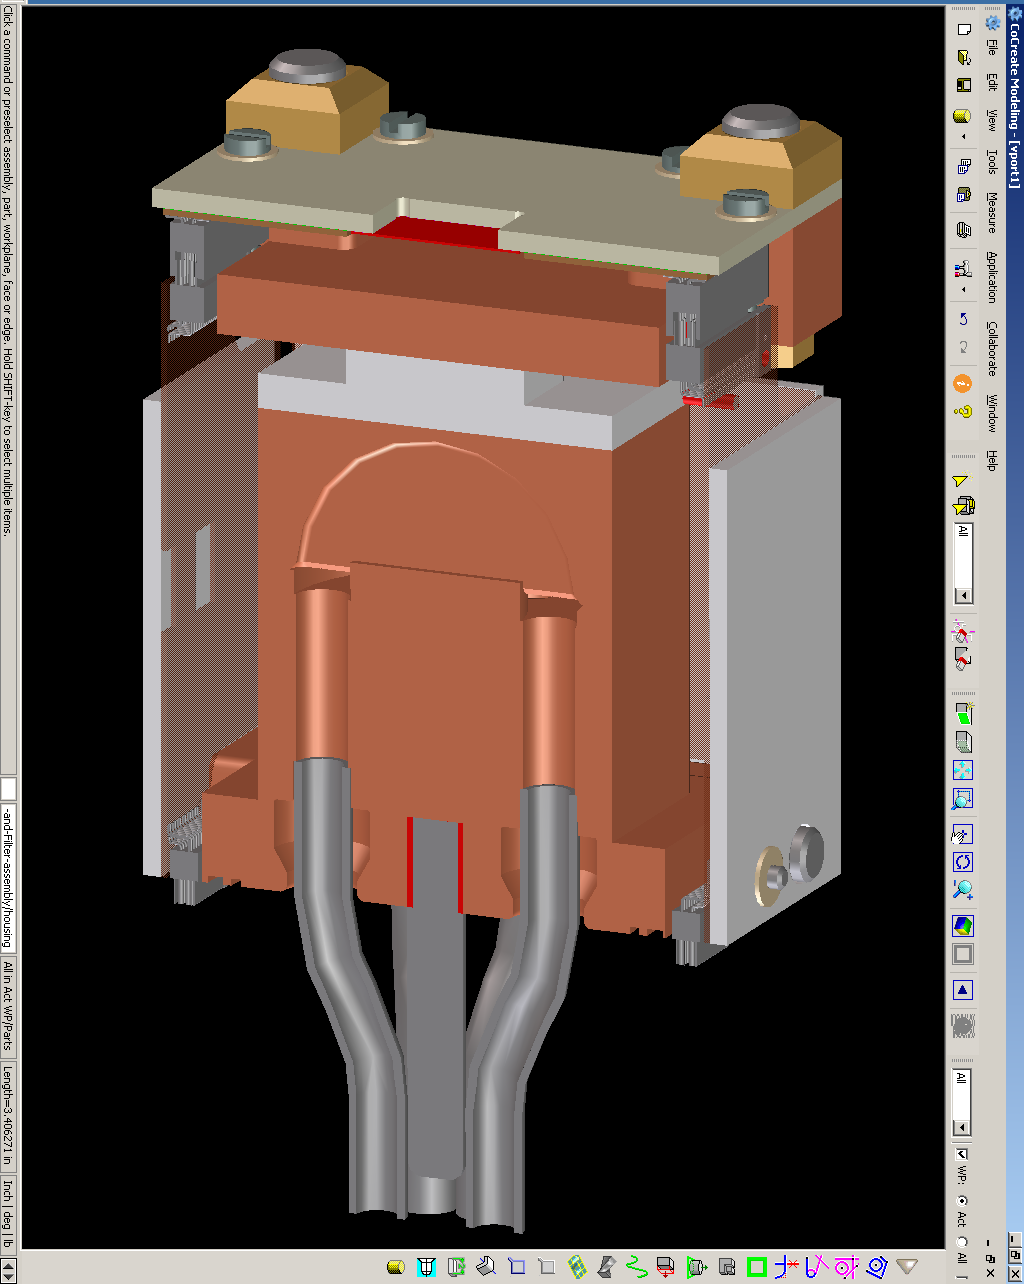 CoCreate Modeling - [vport1]
File Edit View Tools Measure Application Collaborate Window Help
All
All
WP: Act All
Click a command or preselect assembly, part, workplane, face or edge. Hold SHIFT-key to select multiple items.
-and-Filter-assembly/housing
All in Act WP/Parts
Length=3.406271 in
Inch | deg | lb